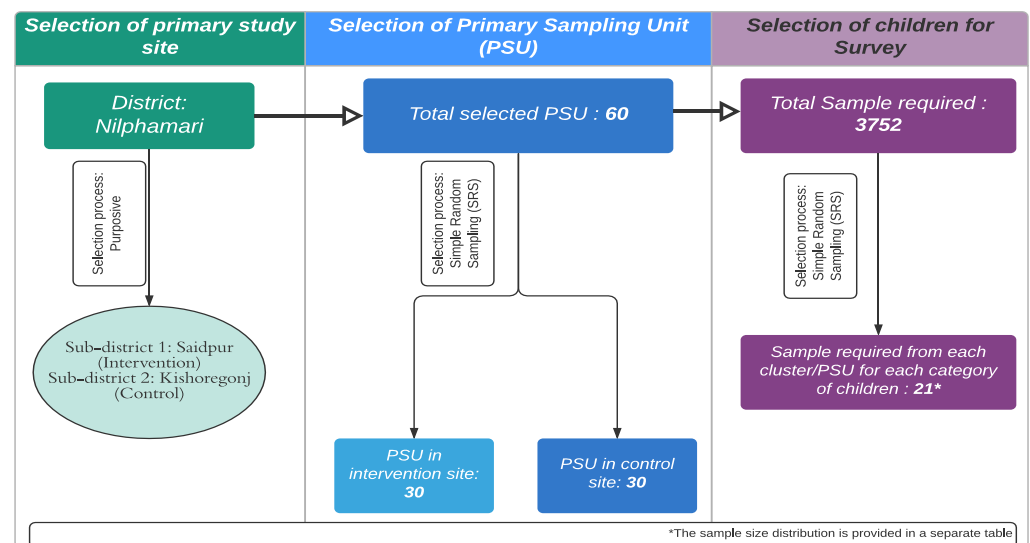 Selection of primary study
site
District:
Nilphamari
Selection process:
Purposive
Sub-district 1: Saidpur
(Intervention)
Sub-district 2: Kishoregonj
(Control)
Selection of Primary Sampling Unit
(PSU)
Total selected PSU : 60
Selection process:
Simple Random
Sampling (SRS)
PSU in
intervention site:
30
PSU in control
site: 30
Selection of children for
Survey
Total Sample required :
3752
Selection process:
Simple Random
Sampling (SRS)
Sample required from each
cluster/PSU for each category
of children : 21*
*The sample size distribution is provided in a separate table